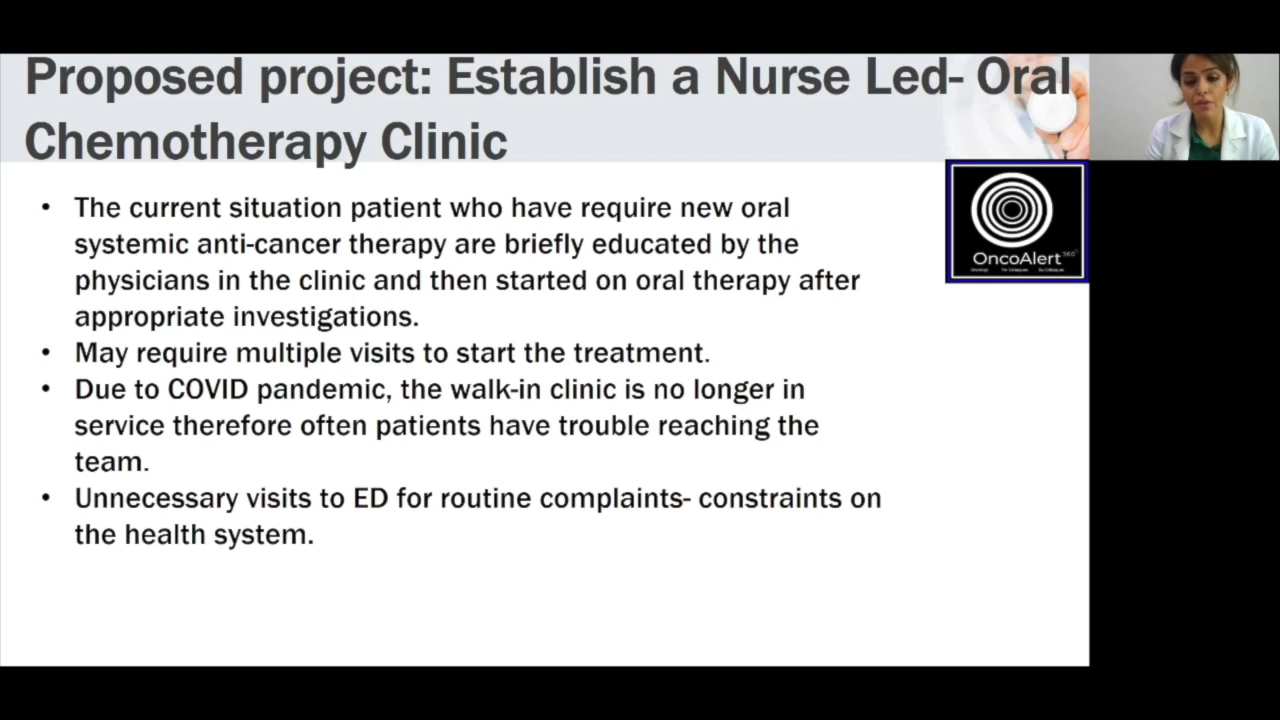 Proposed project: Establish a Nurse Led- Oral
Chemotherapy Clinic
• The current situation patient who have require new oral
systemic anti-cancer therapy are briefly educated by the
physicians in the clinic and then started on oral therapy after
appropriate investigations.
• May require multiple visits to start the treatment.
• Due to COVID pandemic, the walk-in clinic is no longer in
service therefore often patients have trouble reaching the
team.
• Unnecessary visits to ED for routine complaints- constraints on
the health system.
OncoAlert